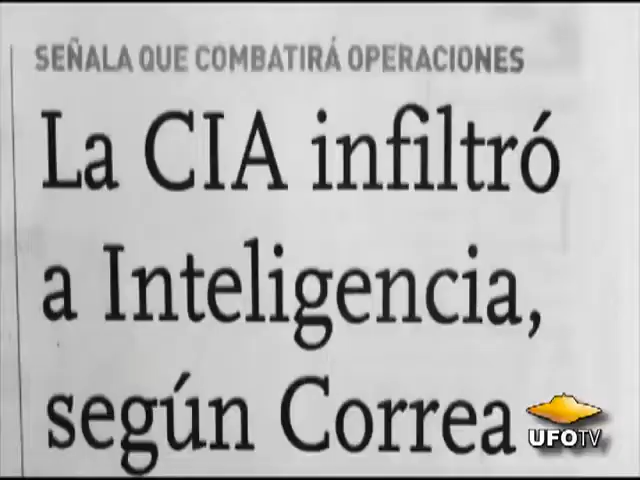 SEÑALA QUE COMBATIRÁ OPERACIONES
La CIA infiltró
a Inteligencia,
según Correa
UFOTV